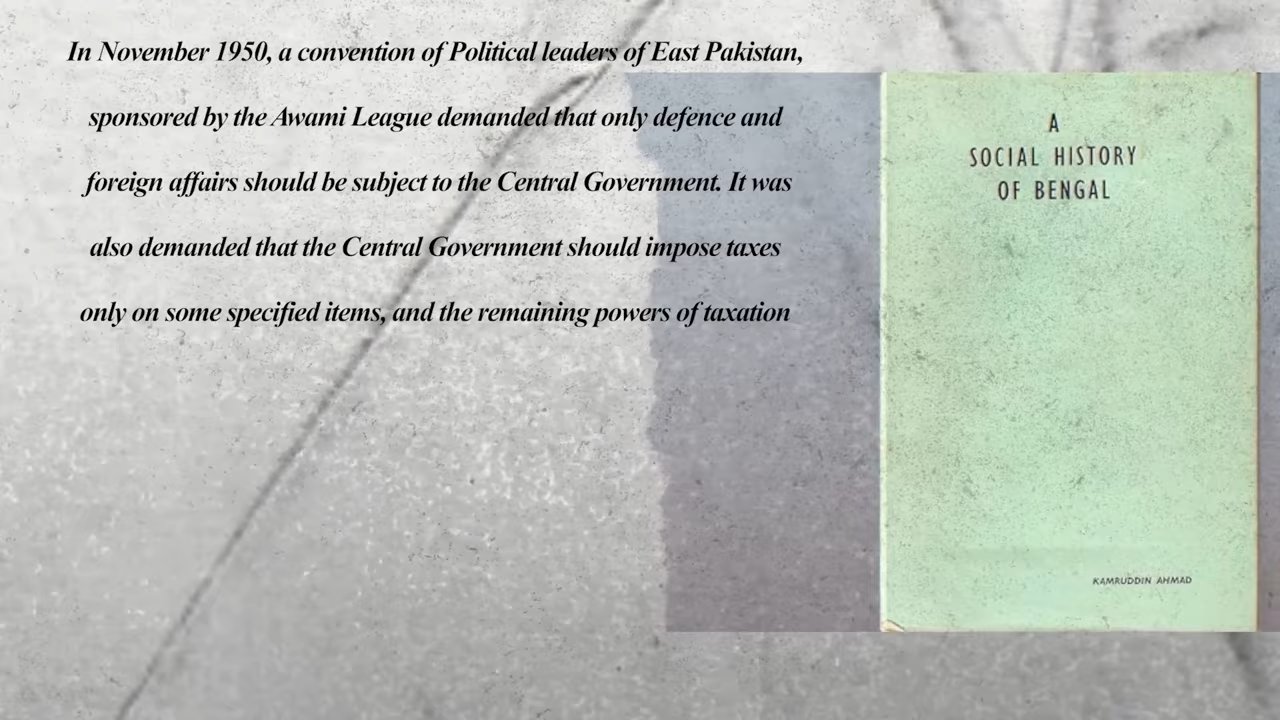 In November 1950, a convention of Political leaders of East Pakistan,
sponsored by the Awami League demanded that only defence and
foreign affairs should be subject to the Central Government. It was
also demanded that the Central Government should impose taxes
only on some specified items, and the remaining powers of taxation
A
SOCIAL HISTORY
OF BENGAL
KAMRUDDIN AHMAD